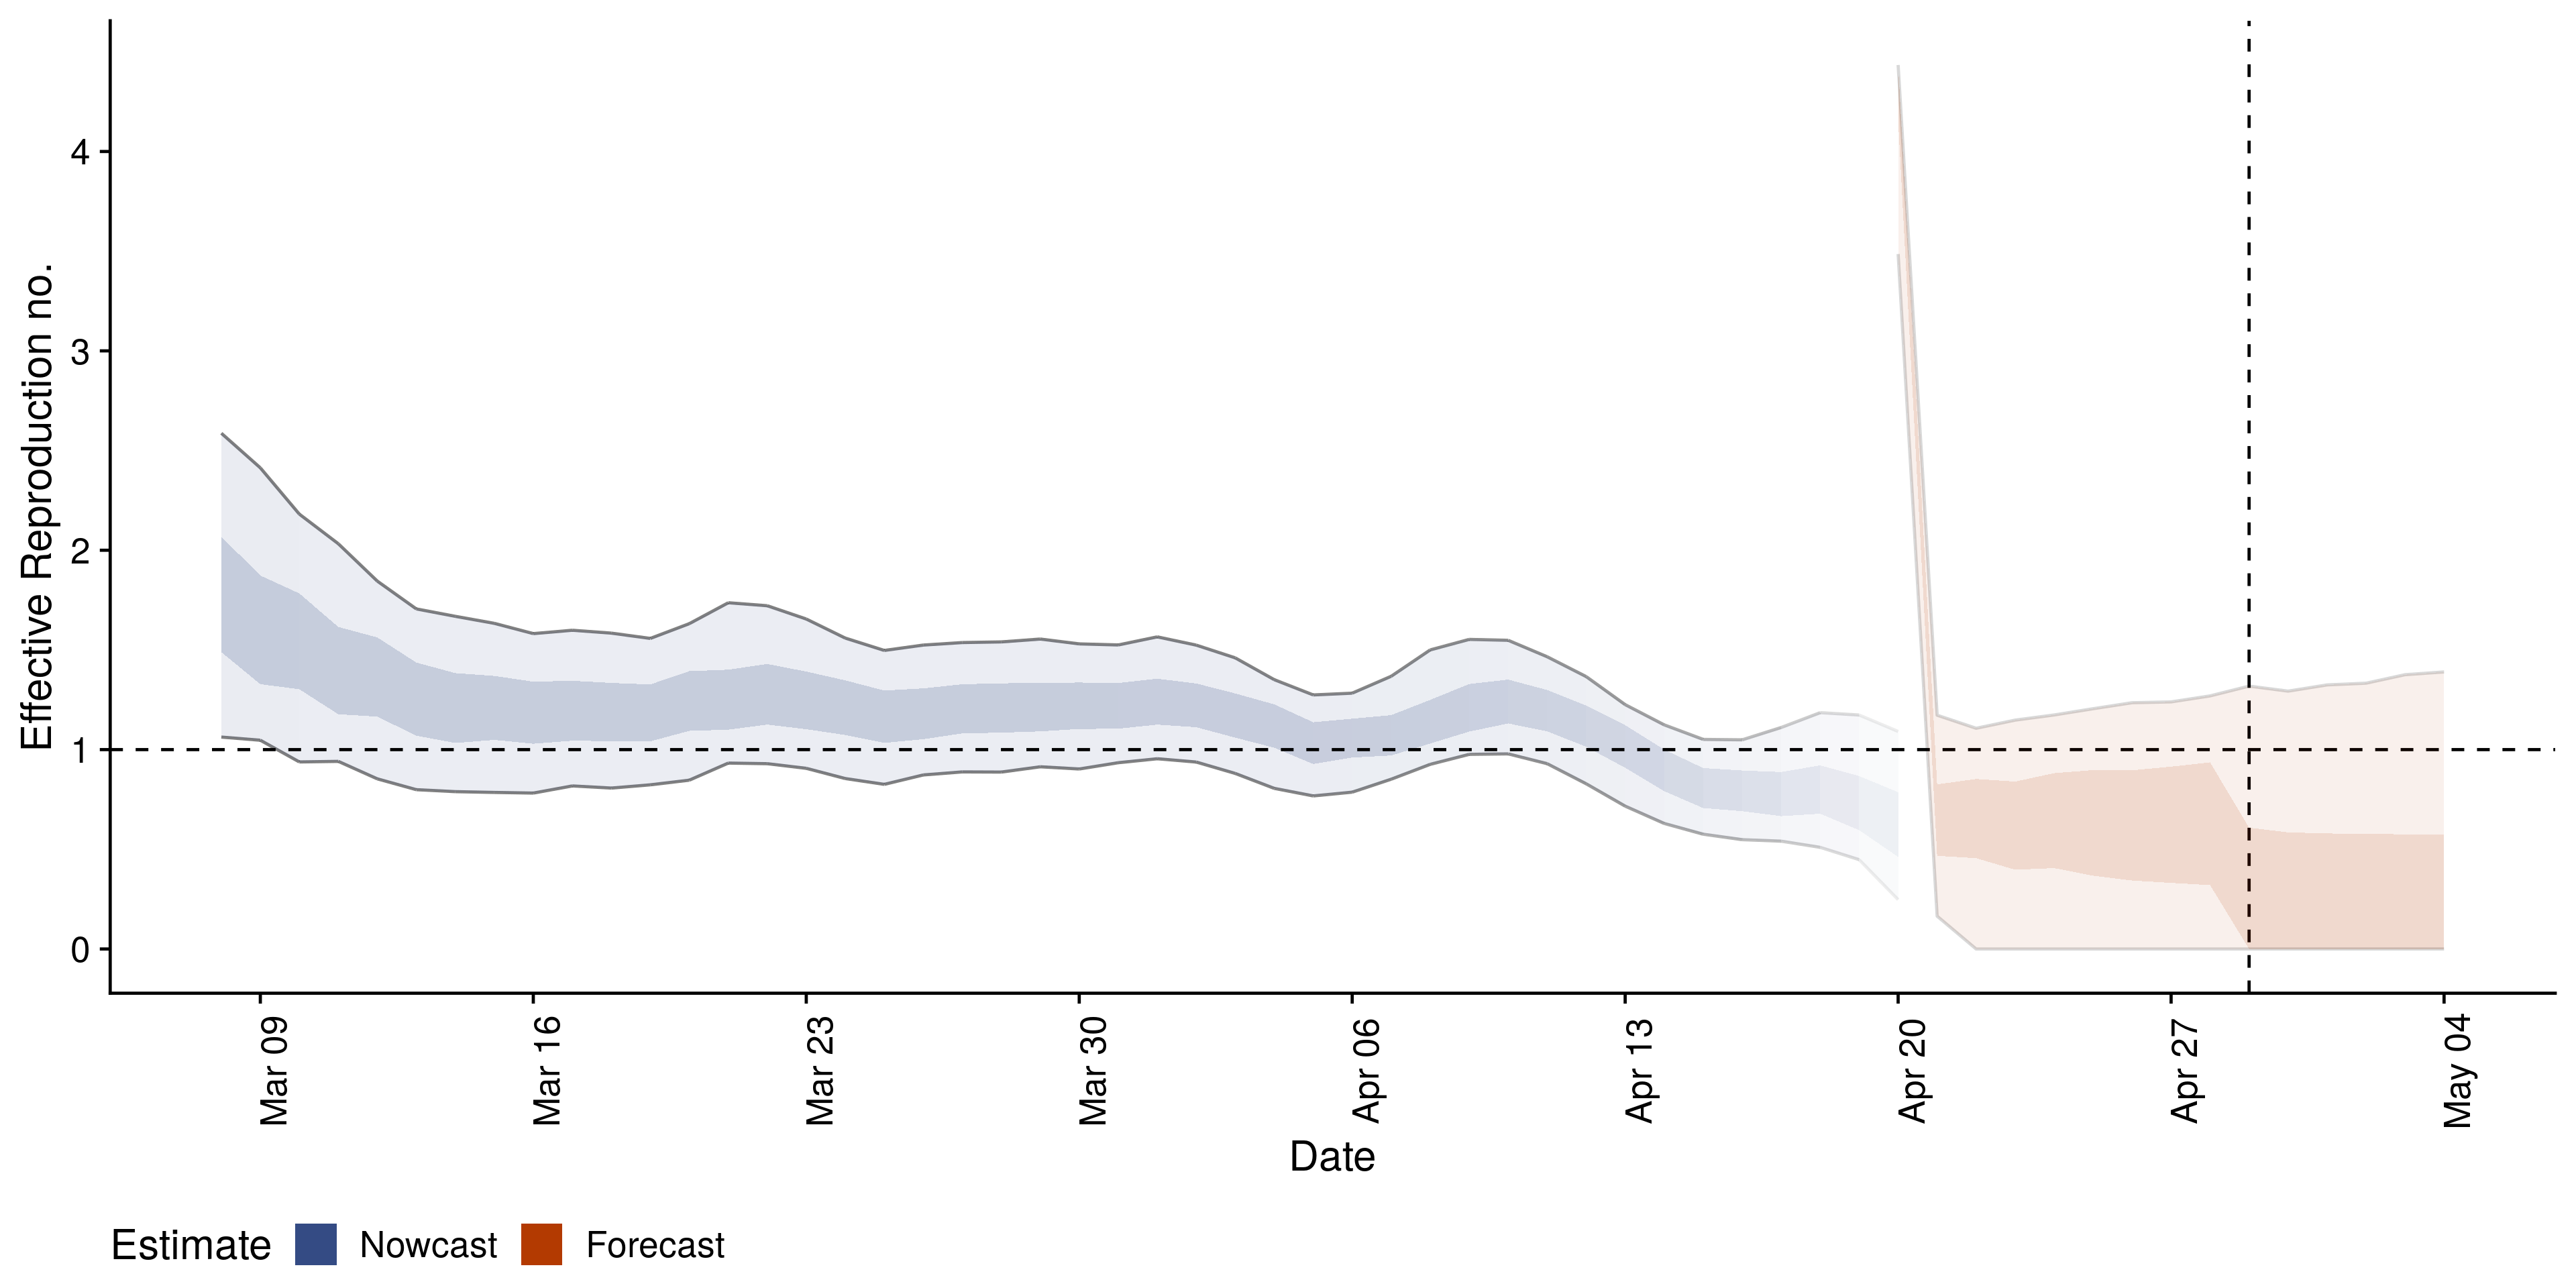 Effective Reproduction no.
4
3
2
1
0
Mar 09
Mar 16
Mar 23
Mar 30
Apr 06
Apr 13
Apr 20
Apr 27
May 04
Date
Estimate Nowcast Forecast